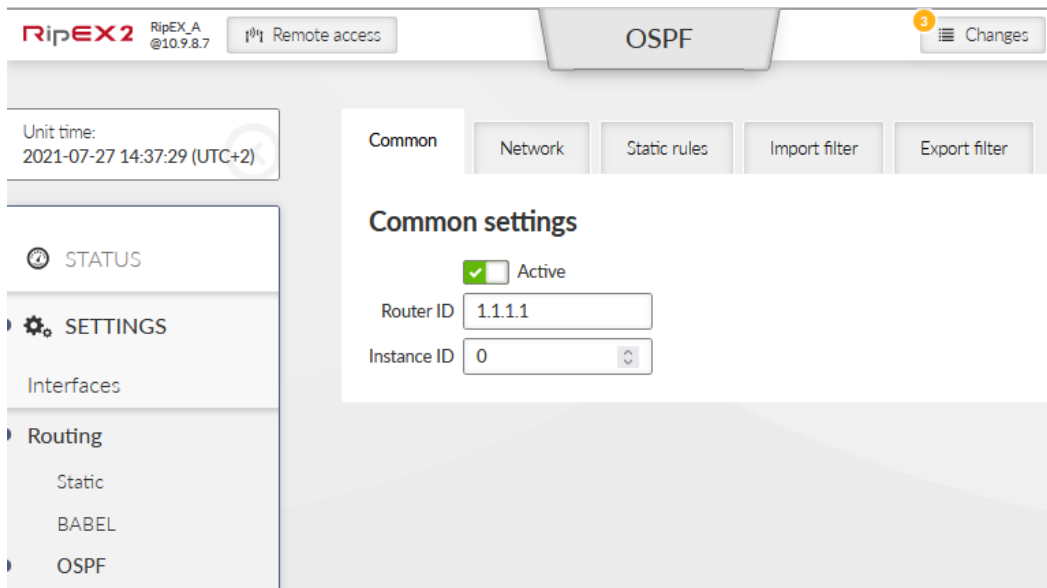 RipEX2
RipEX_A
@10.9.8.7
Remote access
OSPF
3
Changes
Unit time:
2021-07-27 14:37:29 (UTC+2)
Common
Network
Static rules
Import filter
Export filter
Common settings
Active
Router ID
1.1.1.1
Instance ID
0
STATUS
SETTINGS
Interfaces
Routing
Static
BABEL
OSPF